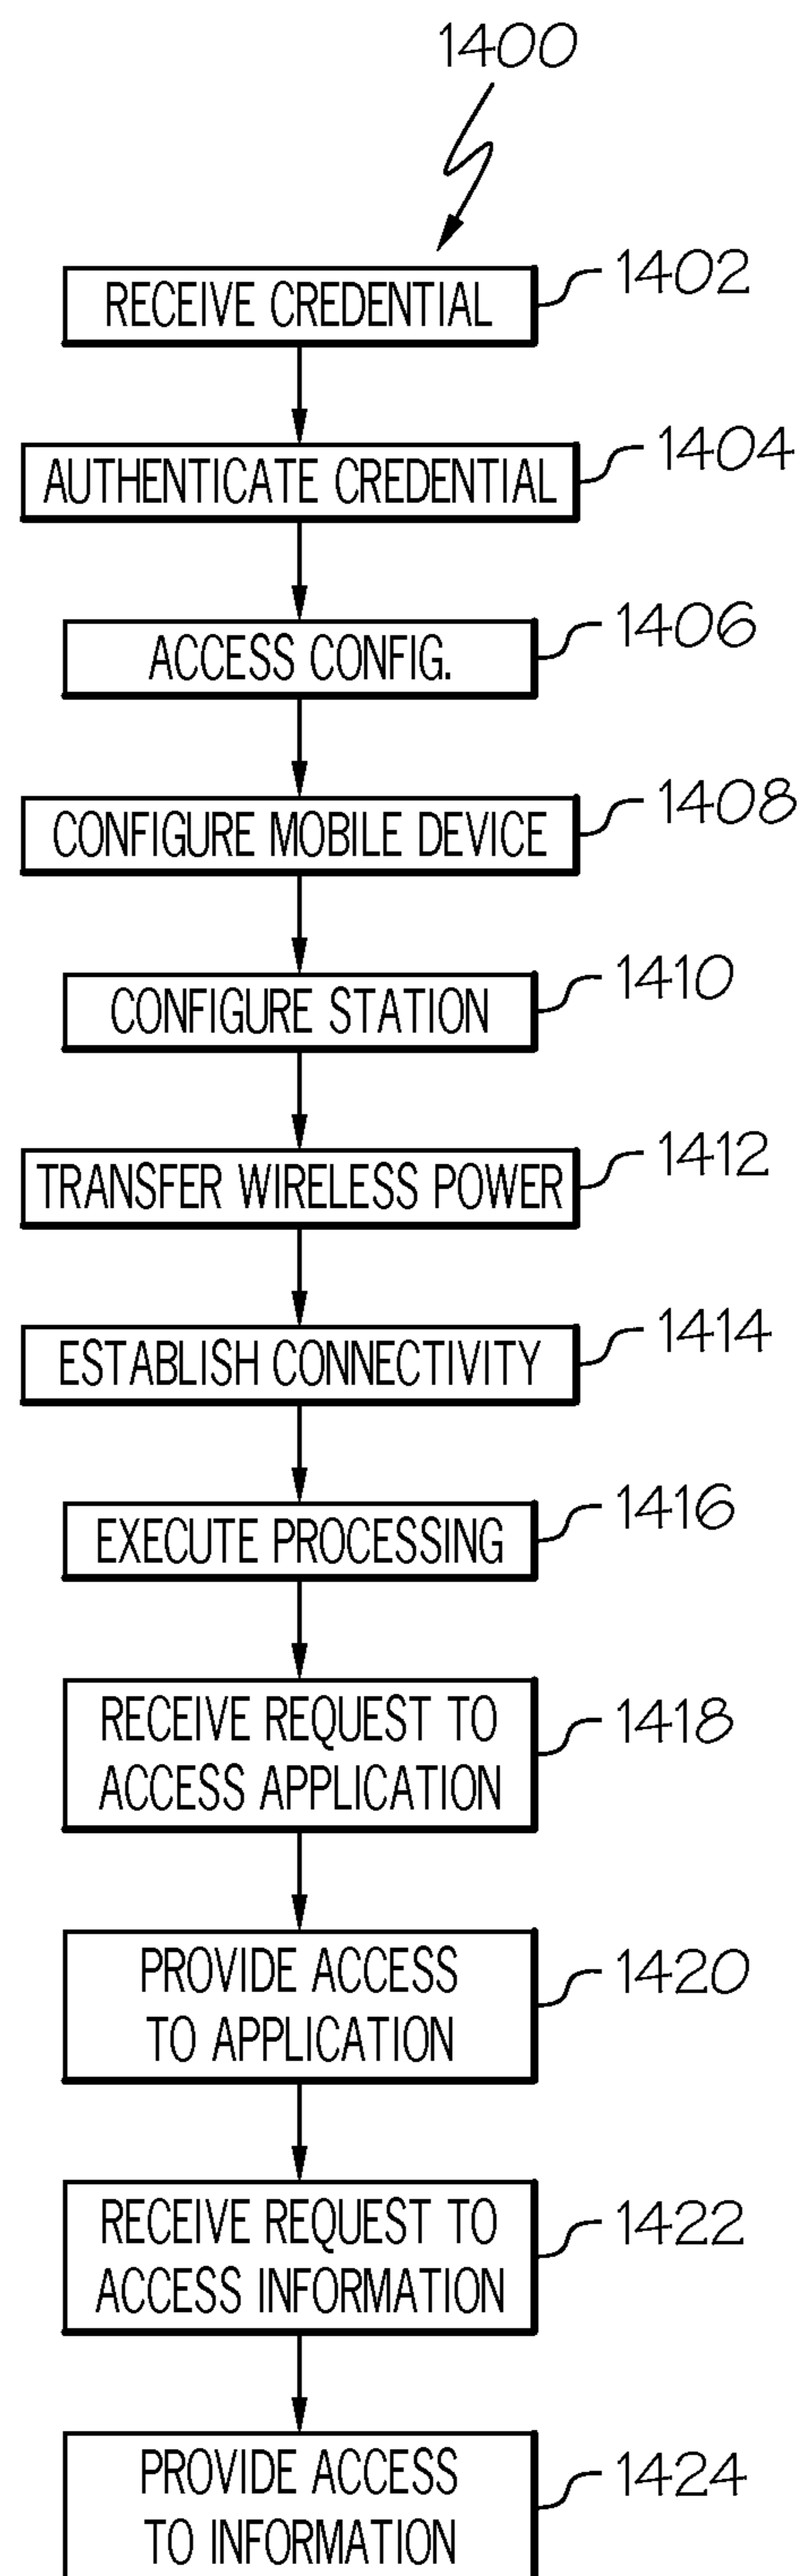 1400
RECEIVE CREDENTIAL
1402
AUTHENTICATE CREDENTIAL
1404
ACCESS CONFIG.
1406
CONFIGURE MOBILE DEVICE
1408
CONFIGURE STATION
1410
TRANSFER WIRELESS POWER
1412
ESTABLISH CONNECTIVITY
1414
EXECUTE PROCESSING
1416
RECEIVE REQUEST TO
ACCESS APPLICATION
1418
PROVIDE ACCESS
TO APPLICATION
1420
RECEIVE REQUEST TO
ACCESS INFORMATION
1422
PROVIDE ACCESS
TO INFORMATION
1424